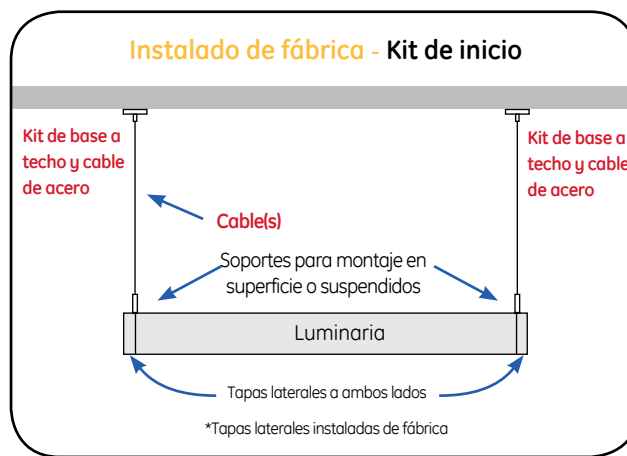 Instalado de fábrica - Kit de inicio
Kit de base a
techo y cable
de acero
Kit de base a
techo y cable
de acero
Cable(s)
Soportes para montaje en
superficie o suspendidos
Luminaria
Tapas laterales a ambos lados
*Tapas laterales instaladas de fábrica